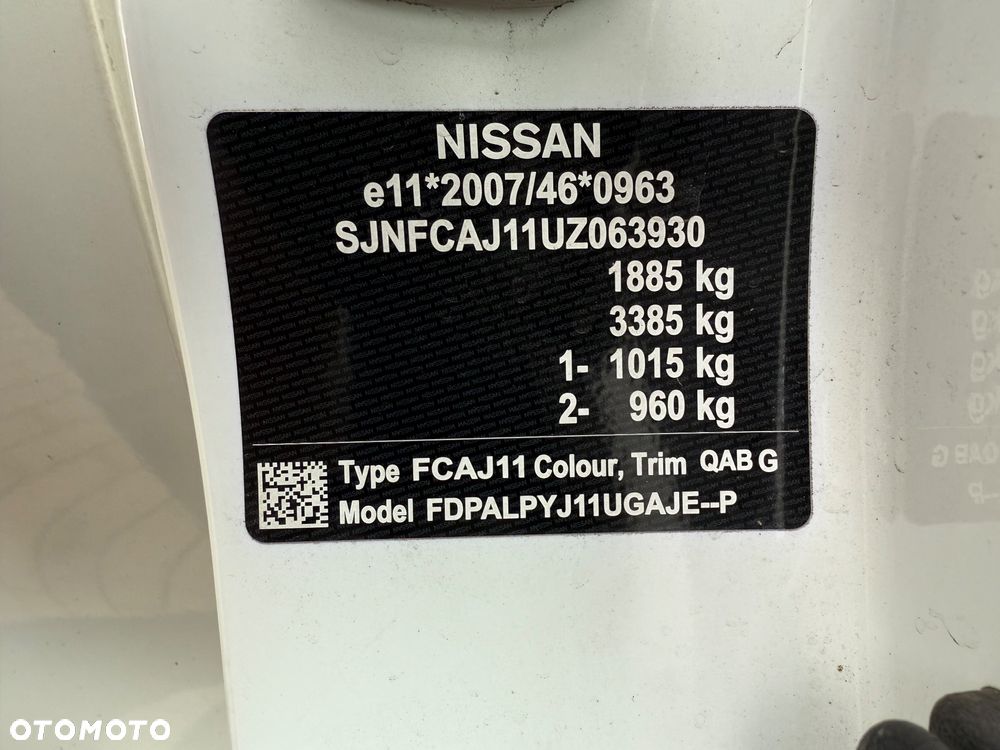 NISSAN
e11*2007/46*0963
SJNFCAJ11UZ063930
1885 kg
3385 kg
1- 1015 kg
2- 960 kg
Type FCAJ11 Colour, Trim QAB G
Model FDPALPYJ11UGAJE--P
OTOMOTO